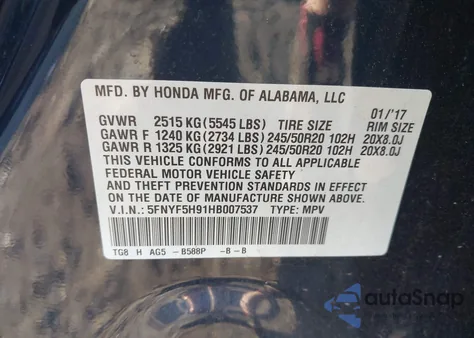 MFD. BY HONDA MFG. OF ALABAMA, LLC
01/'17
GVWR 2515 KG(5545 LBS) TIRE SIZE RIM SIZE
GAWR F 1240 KG(2734 LBS) 245/50R20 102H 20X8.0J
GAWR R 1325 KG(2921 LBS) 245/50R20 102H 20X8.0J
THIS VEHICLE CONFORMS TO ALL APPLICABLE
FEDERAL MOTOR VEHICLE SAFETY
AND THEFT PREVENTION STANDARDS IN EFFECT ON
THE DATE OF MANUFACTURE SHOWN ABOVE.
V.I.N.: 5FNYF5H91HB007537 TYPE: MPV
TG8 H AG5 -B588P -B-B
autoSnap